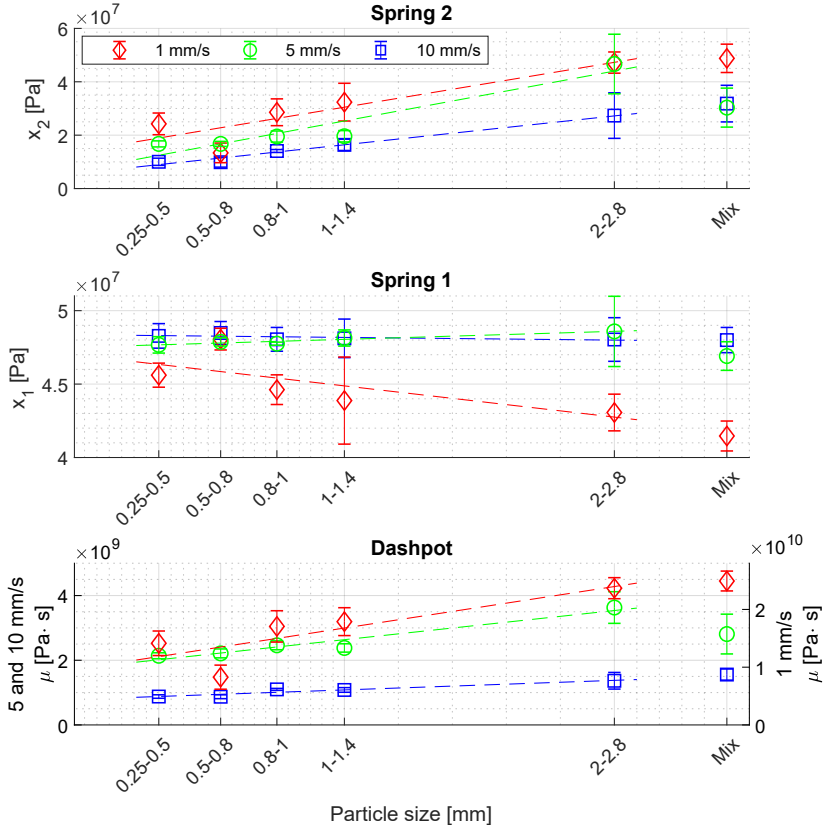 Spring 2
×10⁷
1 mm/s 5 mm/s 10 mm/s
x₂ [Pa]
6
4
2
0
0.25-0.5 0.5-0.8 0.8-1 1-1.4 2-2.8 Mix
Spring 1
×10⁷
x₁ [Pa]
5
4.5
4
0.25-0.5 0.5-0.8 0.8-1 1-1.4 2-2.8 Mix
Dashpot
×10⁹
×10¹⁰
5 and 10 mm/s
μ [Pa· s]
4
2
0
2
1
0
1 mm/s
μ [Pa· s]
0.25-0.5 0.5-0.8 0.8-1 1-1.4 2-2.8 Mix
Particle size [mm]